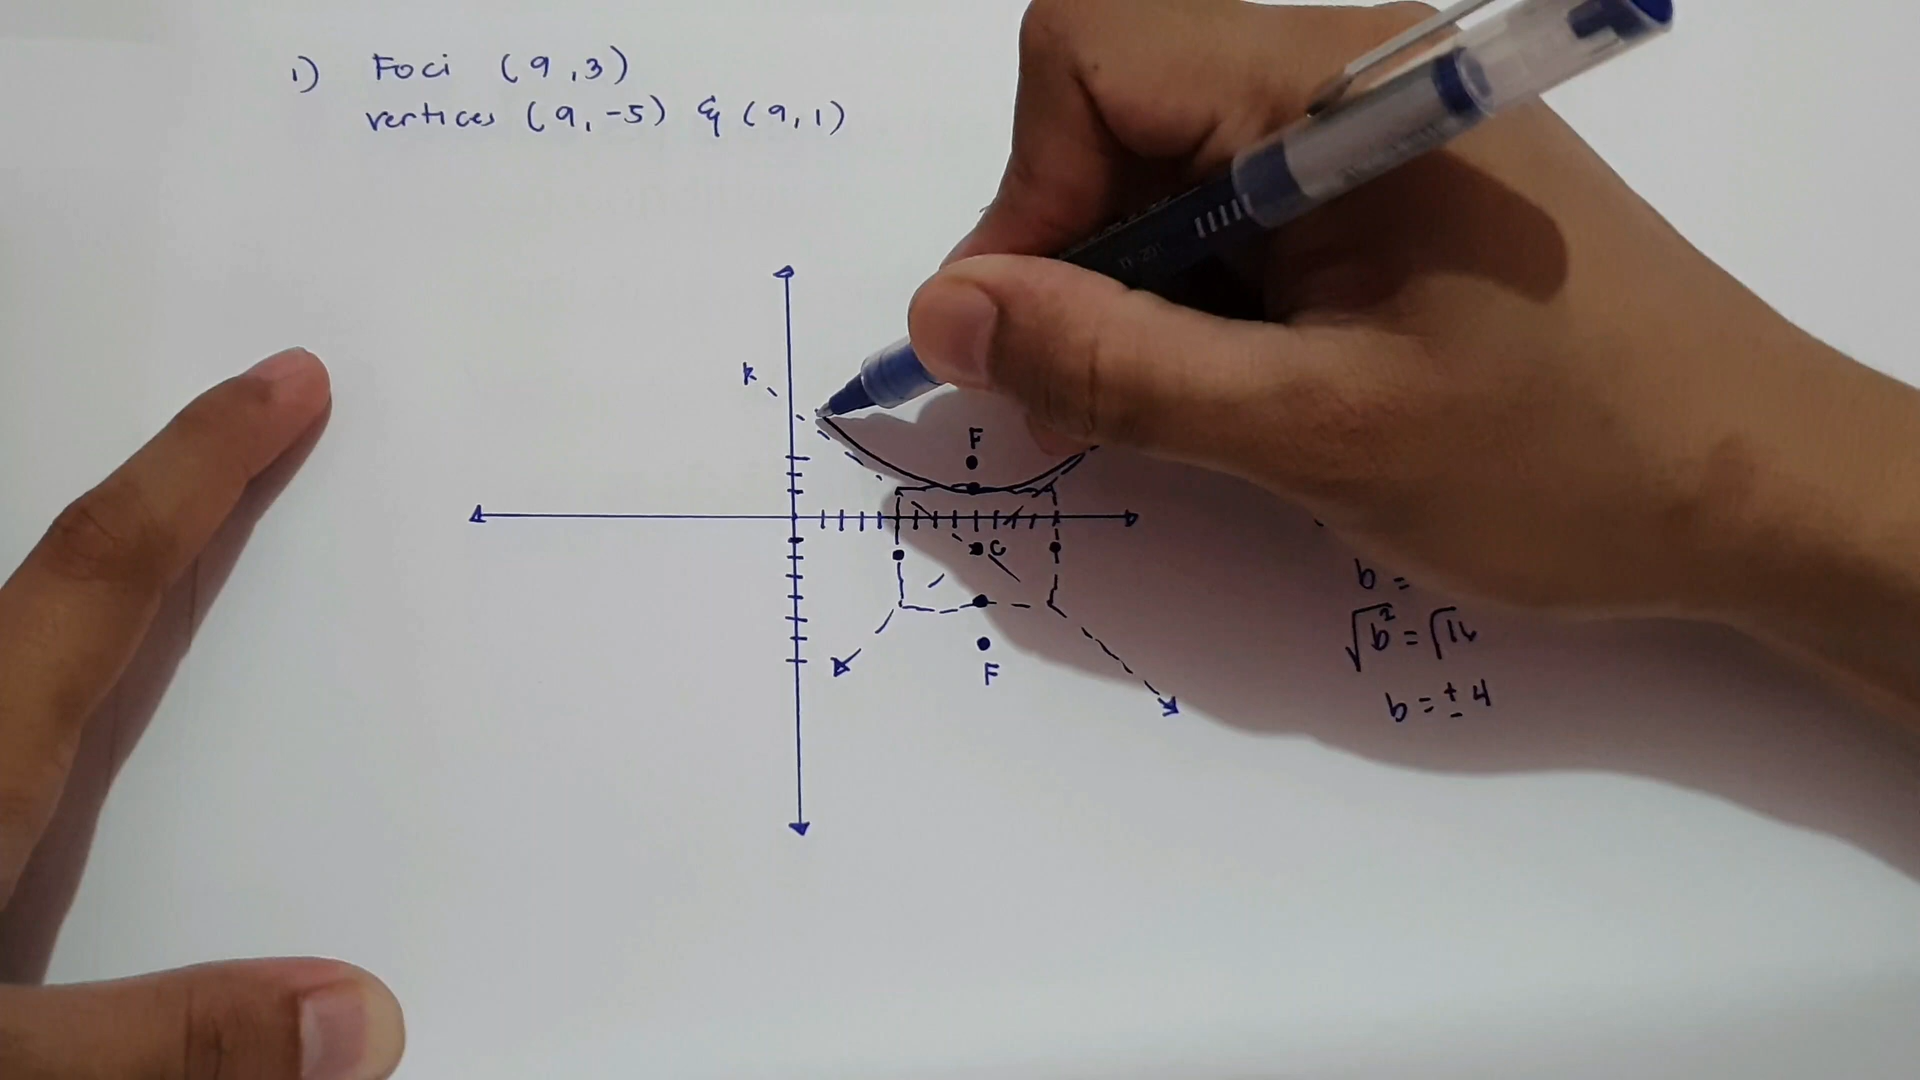 1) Foci (9,3)
vertices (9,-5) & (9,1)
F
C
F
b =
√b² = √16
b = ± 4